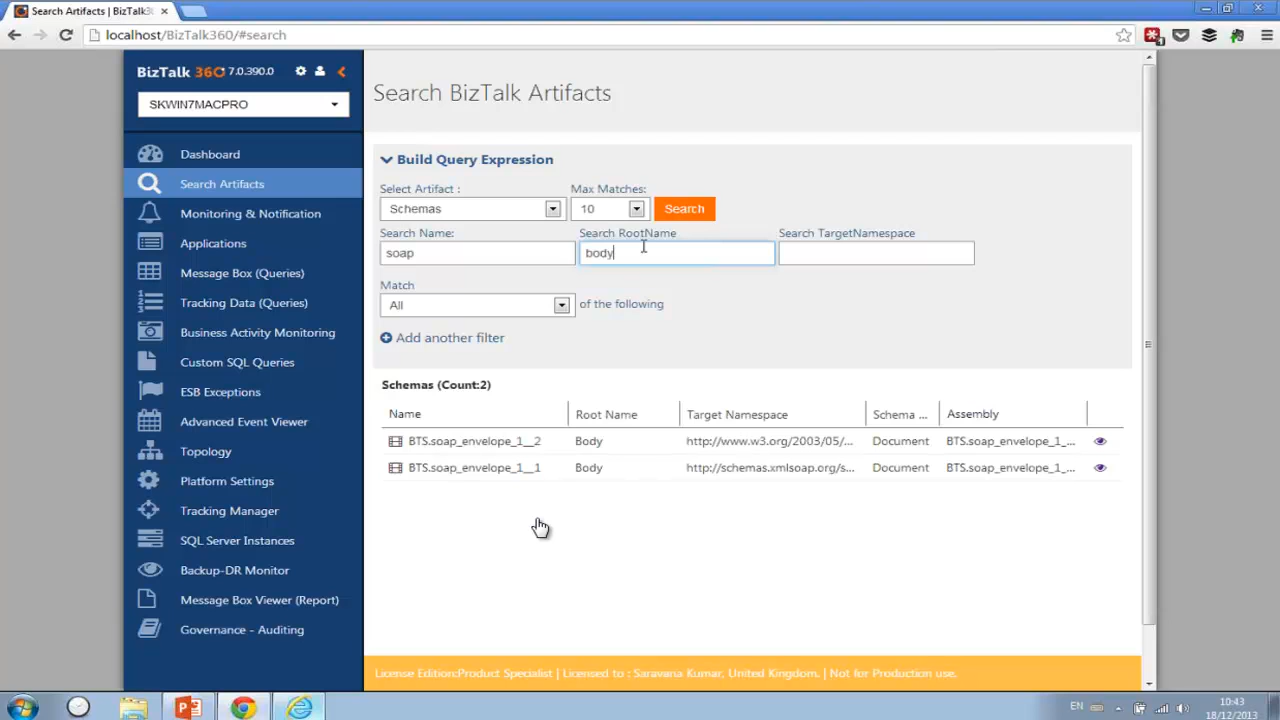 Search Artifacts | BizTalk3
localhost/BizTalk360/#search
BizTalk 360 7.0.390.0
SKWIN7MACPRO
Dashboard
Search Artifacts
Monitoring & Notification
Applications
Message Box (Queries)
Tracking Data (Queries)
Business Activity Monitoring
Custom SQL Queries
ESB Exceptions
Advanced Event Viewer
Topology
Platform Settings
Tracking Manager
SQL Server Instances
Backup-DR Monitor
Message Box Viewer (Report)
Governance - Auditing
Search BizTalk Artifacts
Build Query Expression
Select Artifact : Max Matches:
Schemas 10 Search
Search Name: Search RootName Search TargetNamespace
soap body
Match
All of the following
Add another filter
Schemas (Count:2)
Name Root Name Target Namespace Schema ... Assembly
BTS.soap_envelope_1__2 Body http://www.w3.org/2003/05/... Document BTS.soap_envelope_1_...
BTS.soap_envelope_1__1 Body http://schemas.xmlsoap.org/s... Document BTS.soap_envelope_1_...
License Edition:Product Specialist | Licensed to : Saravana Kumar, United Kingdom. | Not for Production use.
EN 10:43
18/12/2013